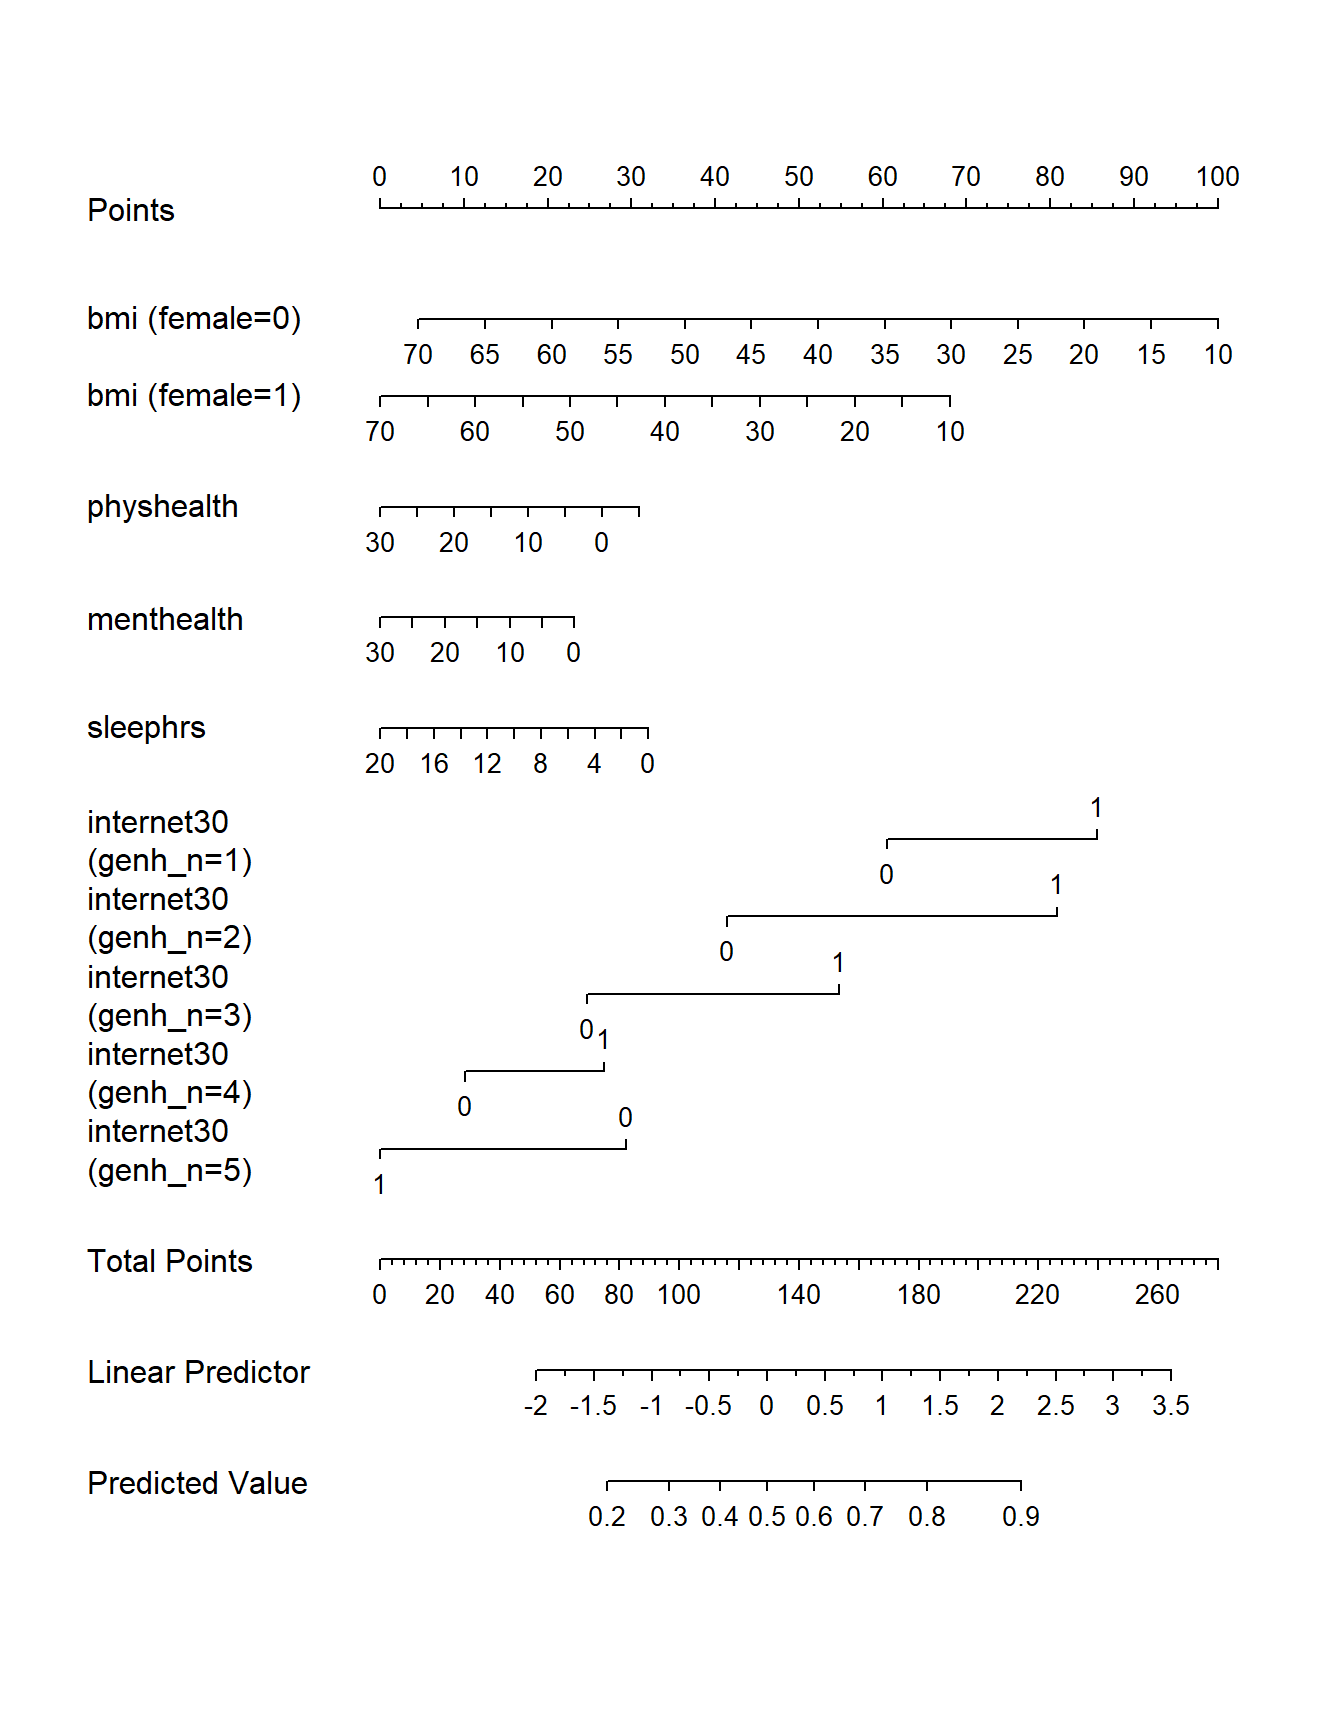 0 10 20 30 40 50 60 70 80 90 100
Points
bmi (female=0)
70 65 60 55 50 45 40 35 30 25 20 15 10
bmi (female=1)
70 60 50 40 30 20 10
physhealth
30 20 10 0
menthealth
30 20 10 0
sleephrs
20 16 12 8 4 0
1
internet30
(genh_n=1)
0
1
internet30
(genh_n=2)
0
1
internet30
(genh_n=3)
0
1
internet30
(genh_n=4)
0
0
internet30
(genh_n=5)
1
Total Points
0 20 40 60 80 100 140 180 220 260
Linear Predictor
-2 -1.5 -1 -0.5 0 0.5 1 1.5 2 2.5 3 3.5
Predicted Value
0.2 0.3 0.4 0.5 0.6 0.7 0.8 0.9